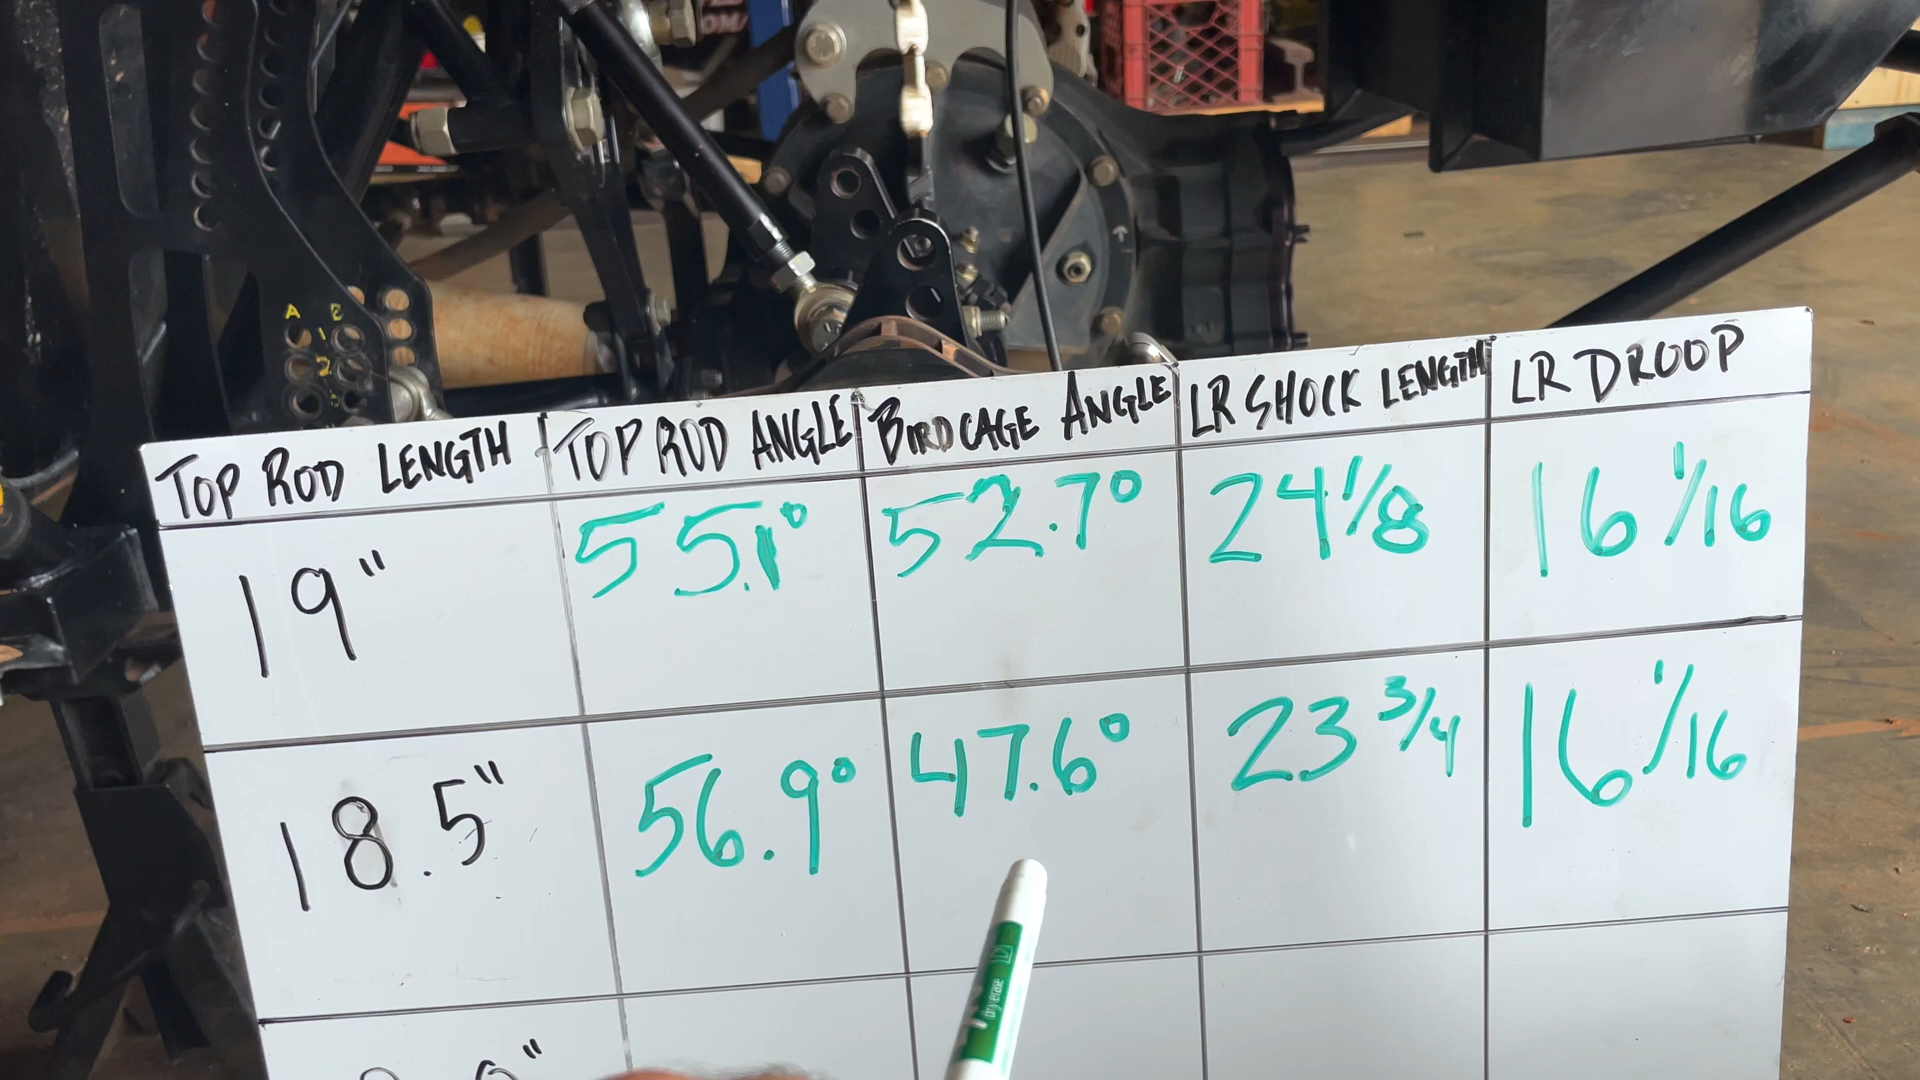 A
1
2
TOP ROD LENGTH TOP ROD ANGLE BIRDCAGE ANGLE LR SHOCK LENGTH LR DROOP
19" 55.1° 52.7° 24 1/8 16 1/16
18.5" 56.9° 47.6° 23 3/4 16 1/16
dry erase